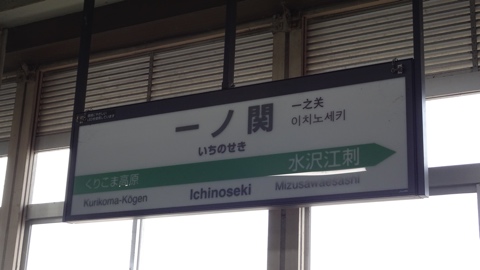 一ノ関
いちのせき
一之关
이치노세키
くりこま高原
Kurikoma-Kōgen
Ichinoseki
水沢江刺
Mizusawaesashi